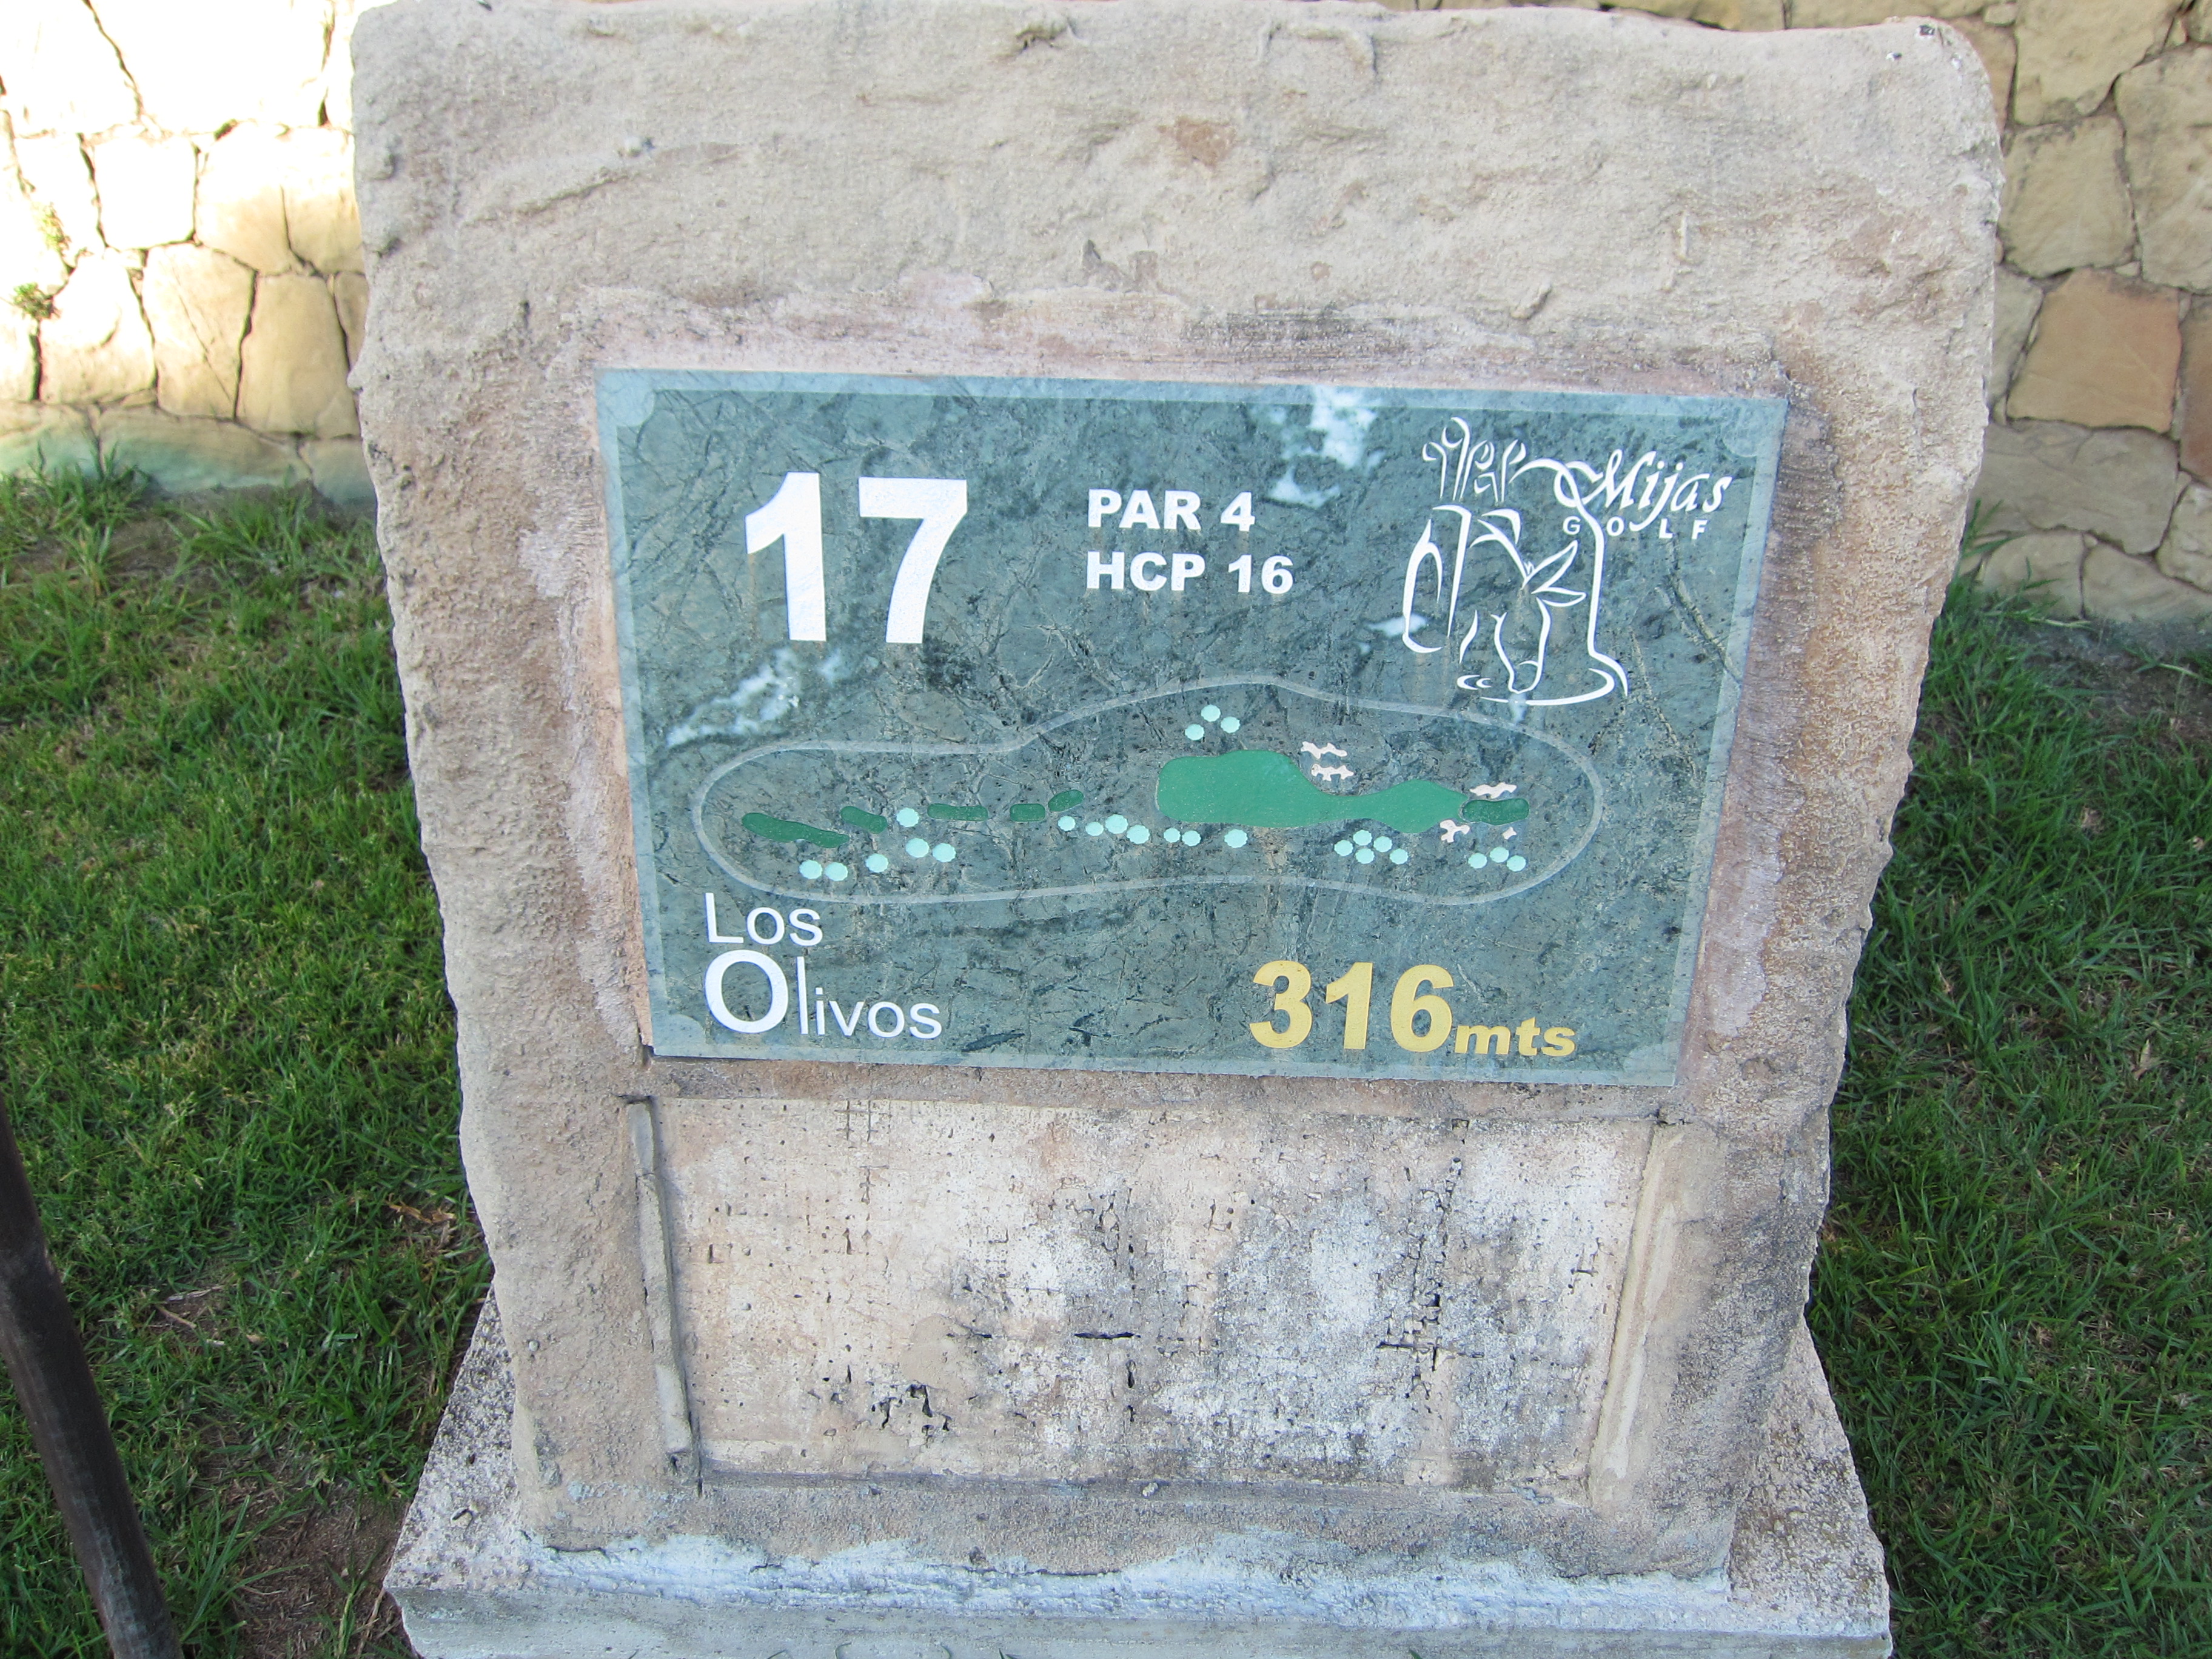 17
PAR 4
HCP 16
Mijas
GOLF
Los
Olivos
316mts